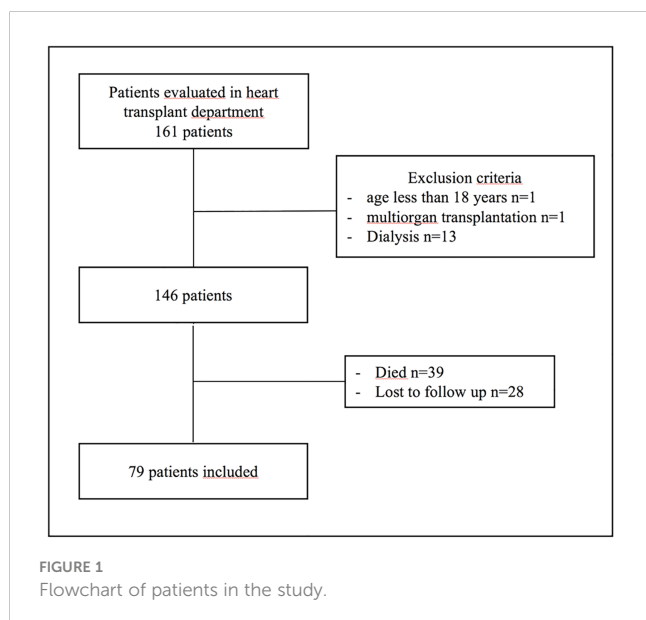 Patients evaluated in heart
transplant department
161 patients
Exclusion criteria
- age less than 18 years n=1
- multiorgan transplantation n=1
- Dialysis n=13
146 patients
- Died n=39
- Lost to follow up n=28
79 patients included
FIGURE 1
Flowchart of patients in the study.